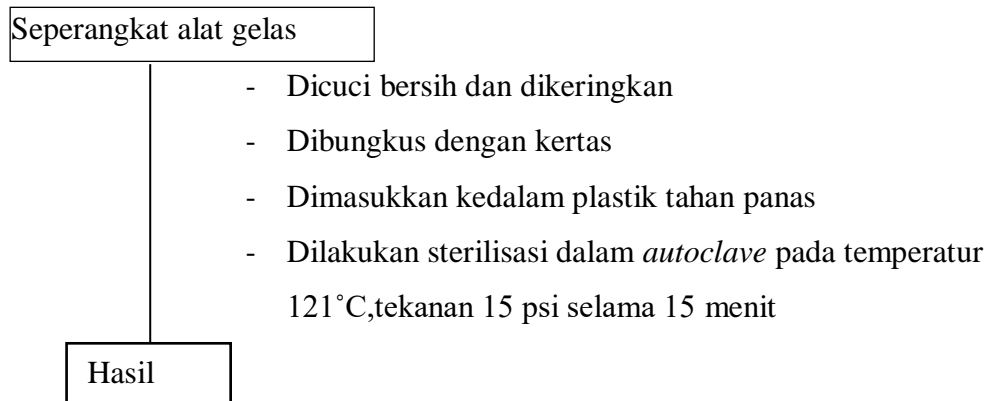 Seperangkat alat gelas
- Dicuci bersih dan dikeringkan
- Dibungkus dengan kertas
- Dimasukkan kedalam plastik tahan panas
- Dilakukan sterilisasi dalam autoclave pada temperatur
121˚C,tekanan 15 psi selama 15 menit
Hasil